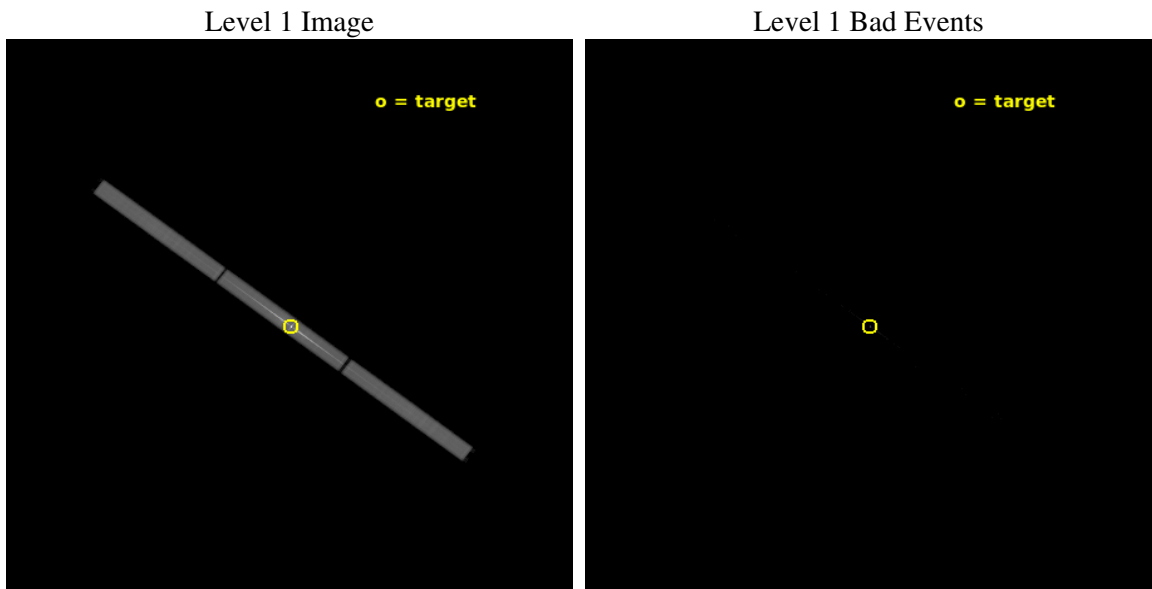 Level 1 Image
Level 1 Bad Events
o = target
o = target